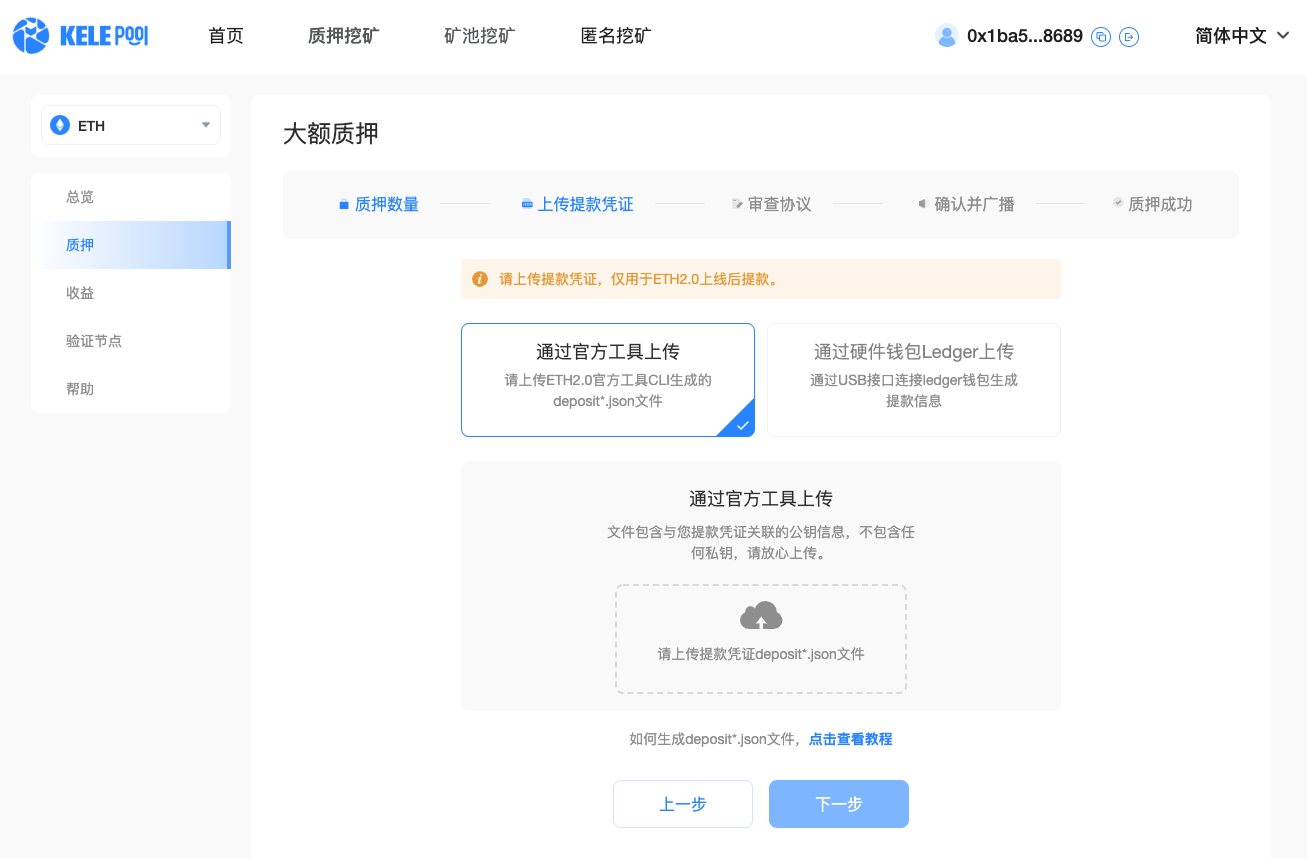 KELE POOL
首页
质押挖矿
矿池挖矿
匿名挖矿
0x1ba5...8689
简体中文
ETH
总览
质押
收益
验证节点
帮助
大额质押
质押数量
上传提款凭证
审查协议
确认并广播
质押成功
请上传提款凭证，仅用于ETH2.0上线后提款。
通过官方工具上传
请上传ETH2.0官方工具CLI生成的
deposit*.json文件
通过硬件钱包Ledger上传
通过USB接口连接ledger钱包生成
提款信息
通过官方工具上传
文件包含与您提款凭证关联的公钥信息，不包含任
何私钥，请放心上传。
请上传提款凭证deposit*.json文件
如何生成deposit*.json文件，点击查看教程
上一步
下一步